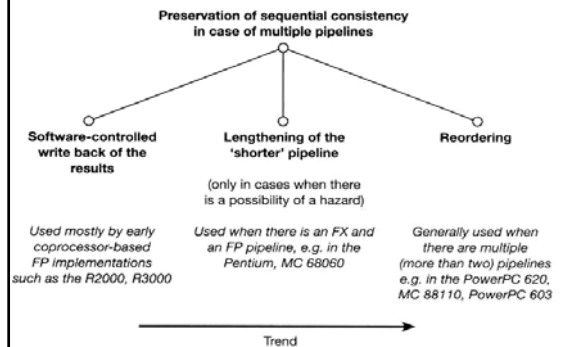 Preservation of sequential consistency
in case of multiple pipelines
Software-controlled
write back of the
results
Lengthening of the
'shorter' pipeline
(only in cases when there
is a possibility of a hazard)
Reordering
Used mostly by early
coprocessor-based
FP implementations
such as the R2000, R3000
Used when there is an FX and
an FP pipeline, e.g. in the
Pentium, MC 68060
Generally used when
there are multiple
(more than two) pipelines
e.g. in the PowerPC 620,
MC 88110, PowerPC 603
Trend